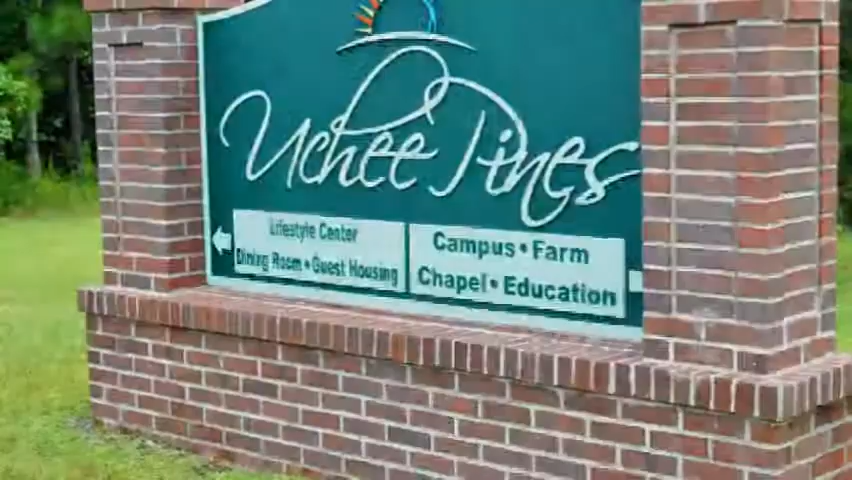 Uchee Pines
Lifestyle Center
Dining Room • Guest Housing
Campus • Farm
Chapel • Education